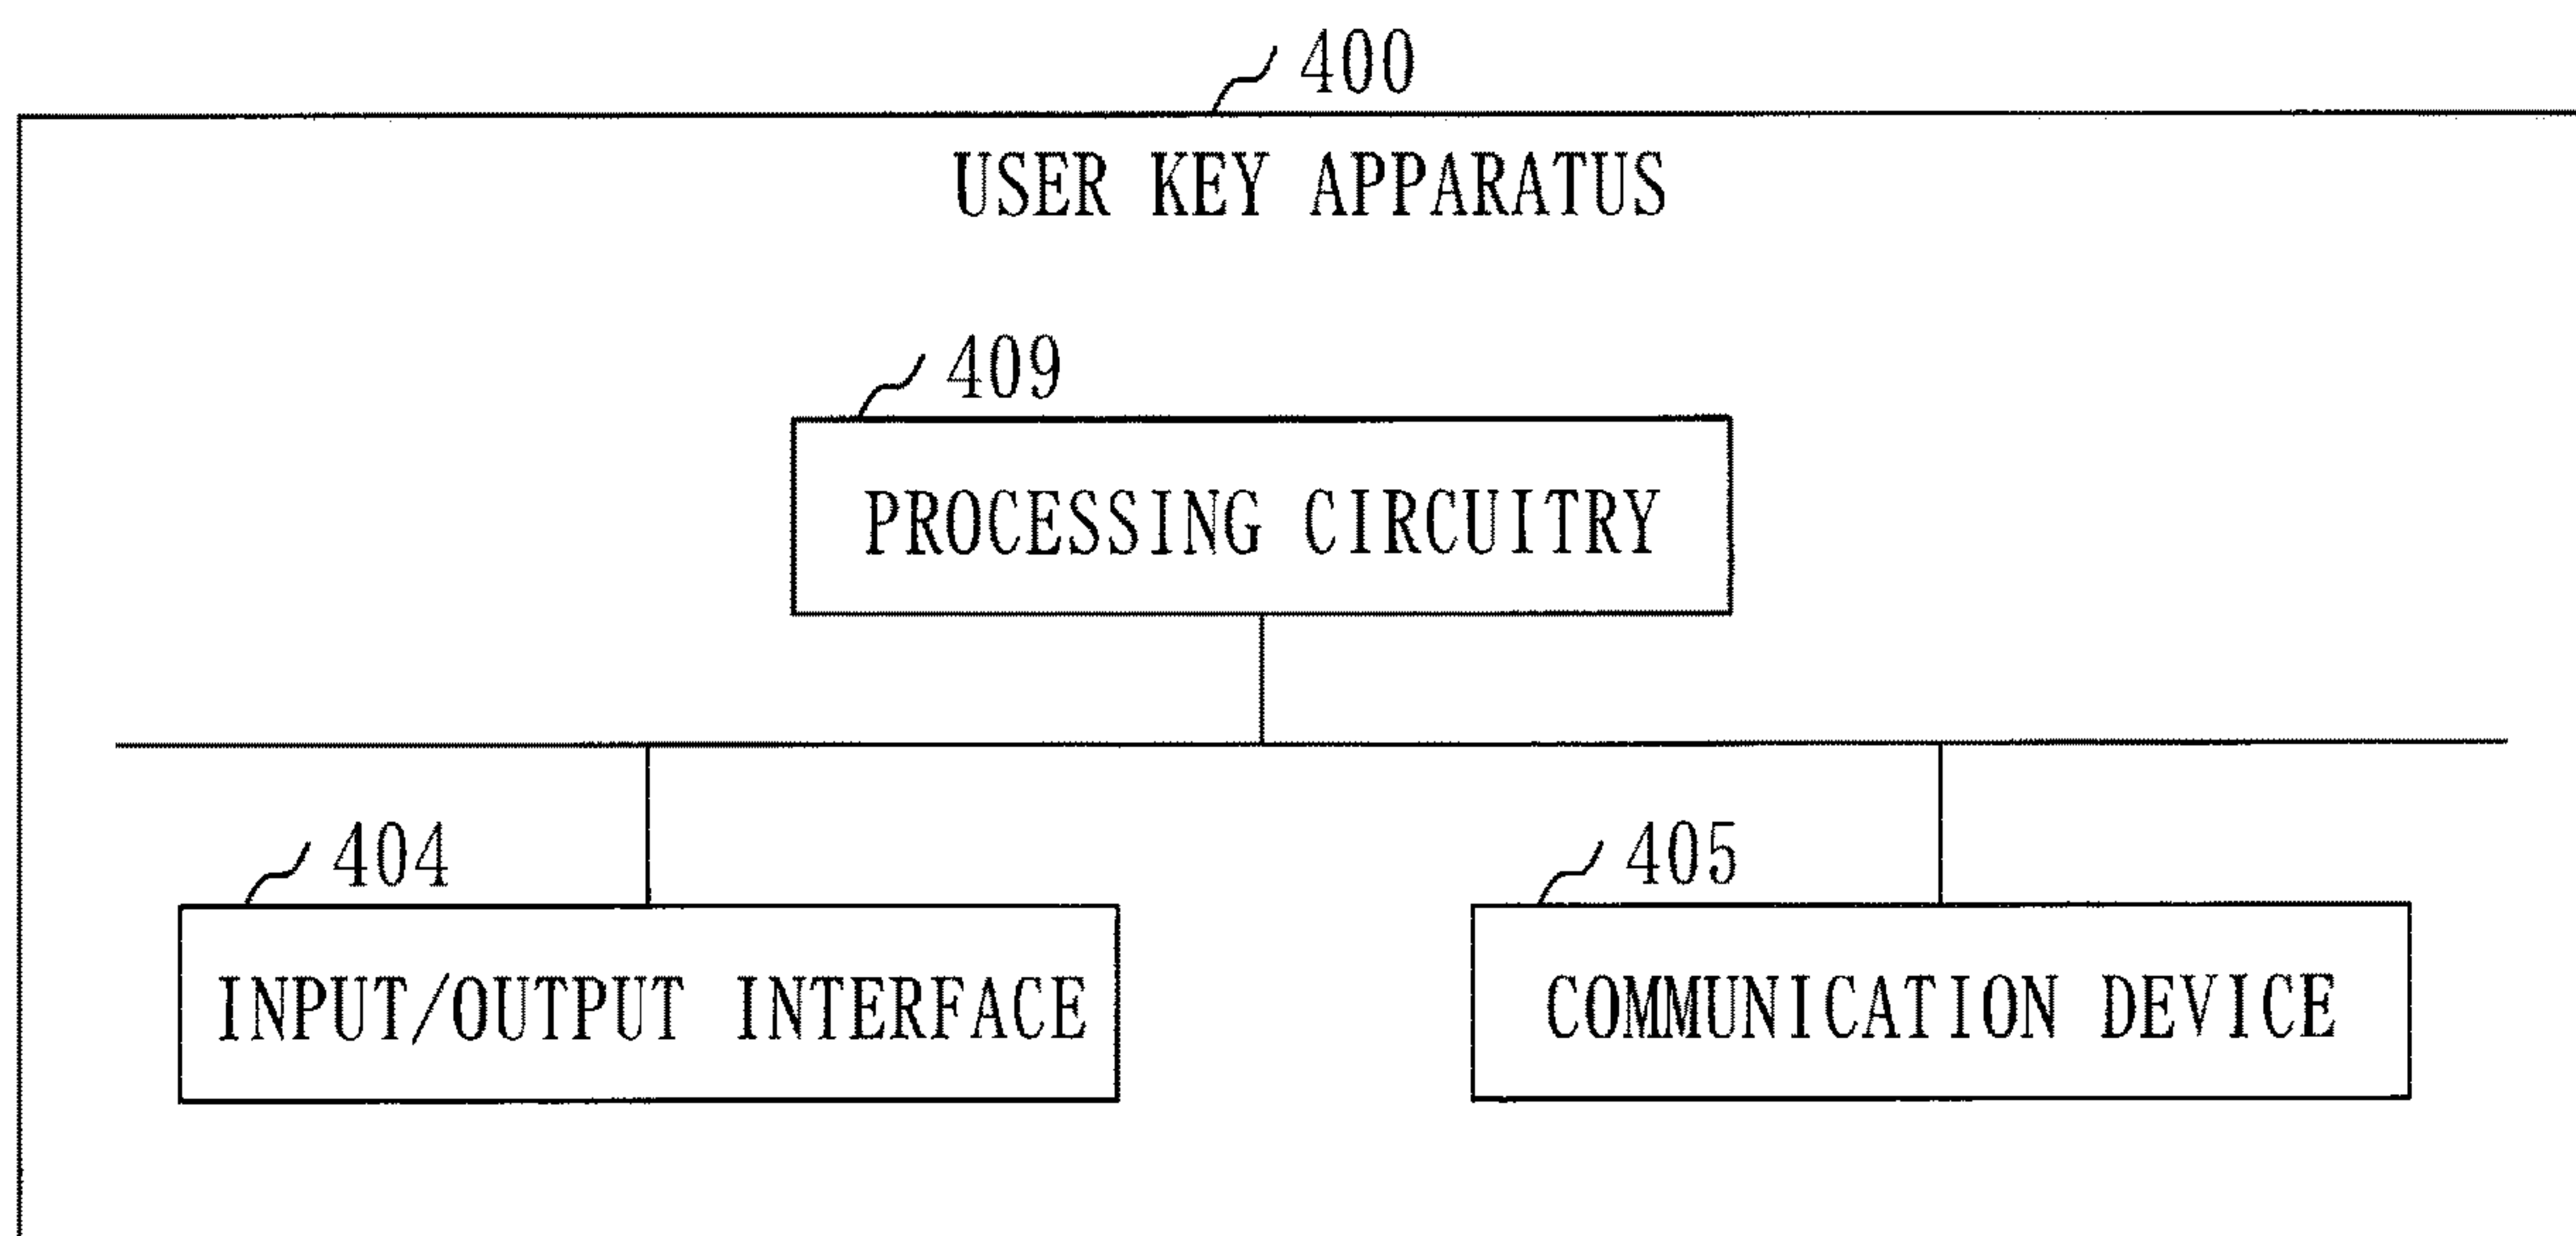 400
USER KEY APPARATUS
409
PROCESSING CIRCUITRY
404
INPUT/OUTPUT INTERFACE
405
COMMUNICATION DEVICE